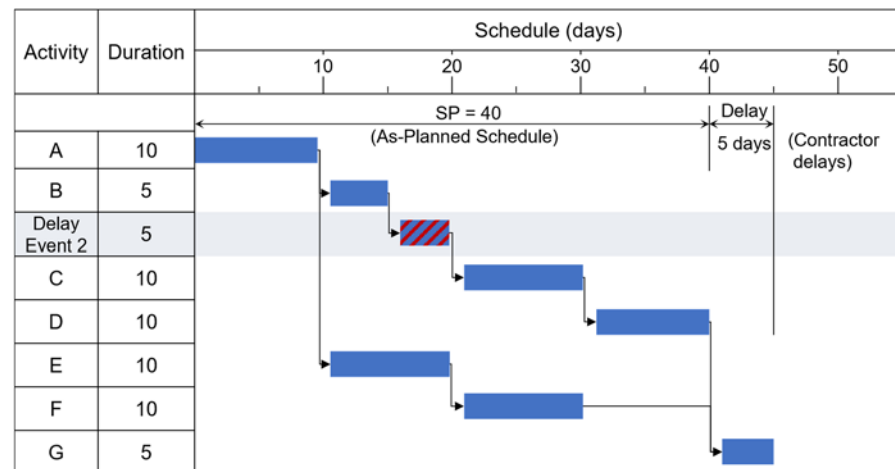 Activity Duration Schedule (days)
10 20 30 40 50
SP = 40 Delay
(As-Planned Schedule) 5 days (Contractor
delays)
A 10
B 5
Delay
Event 2 5
C 10
D 10
E 10
F 10
G 5